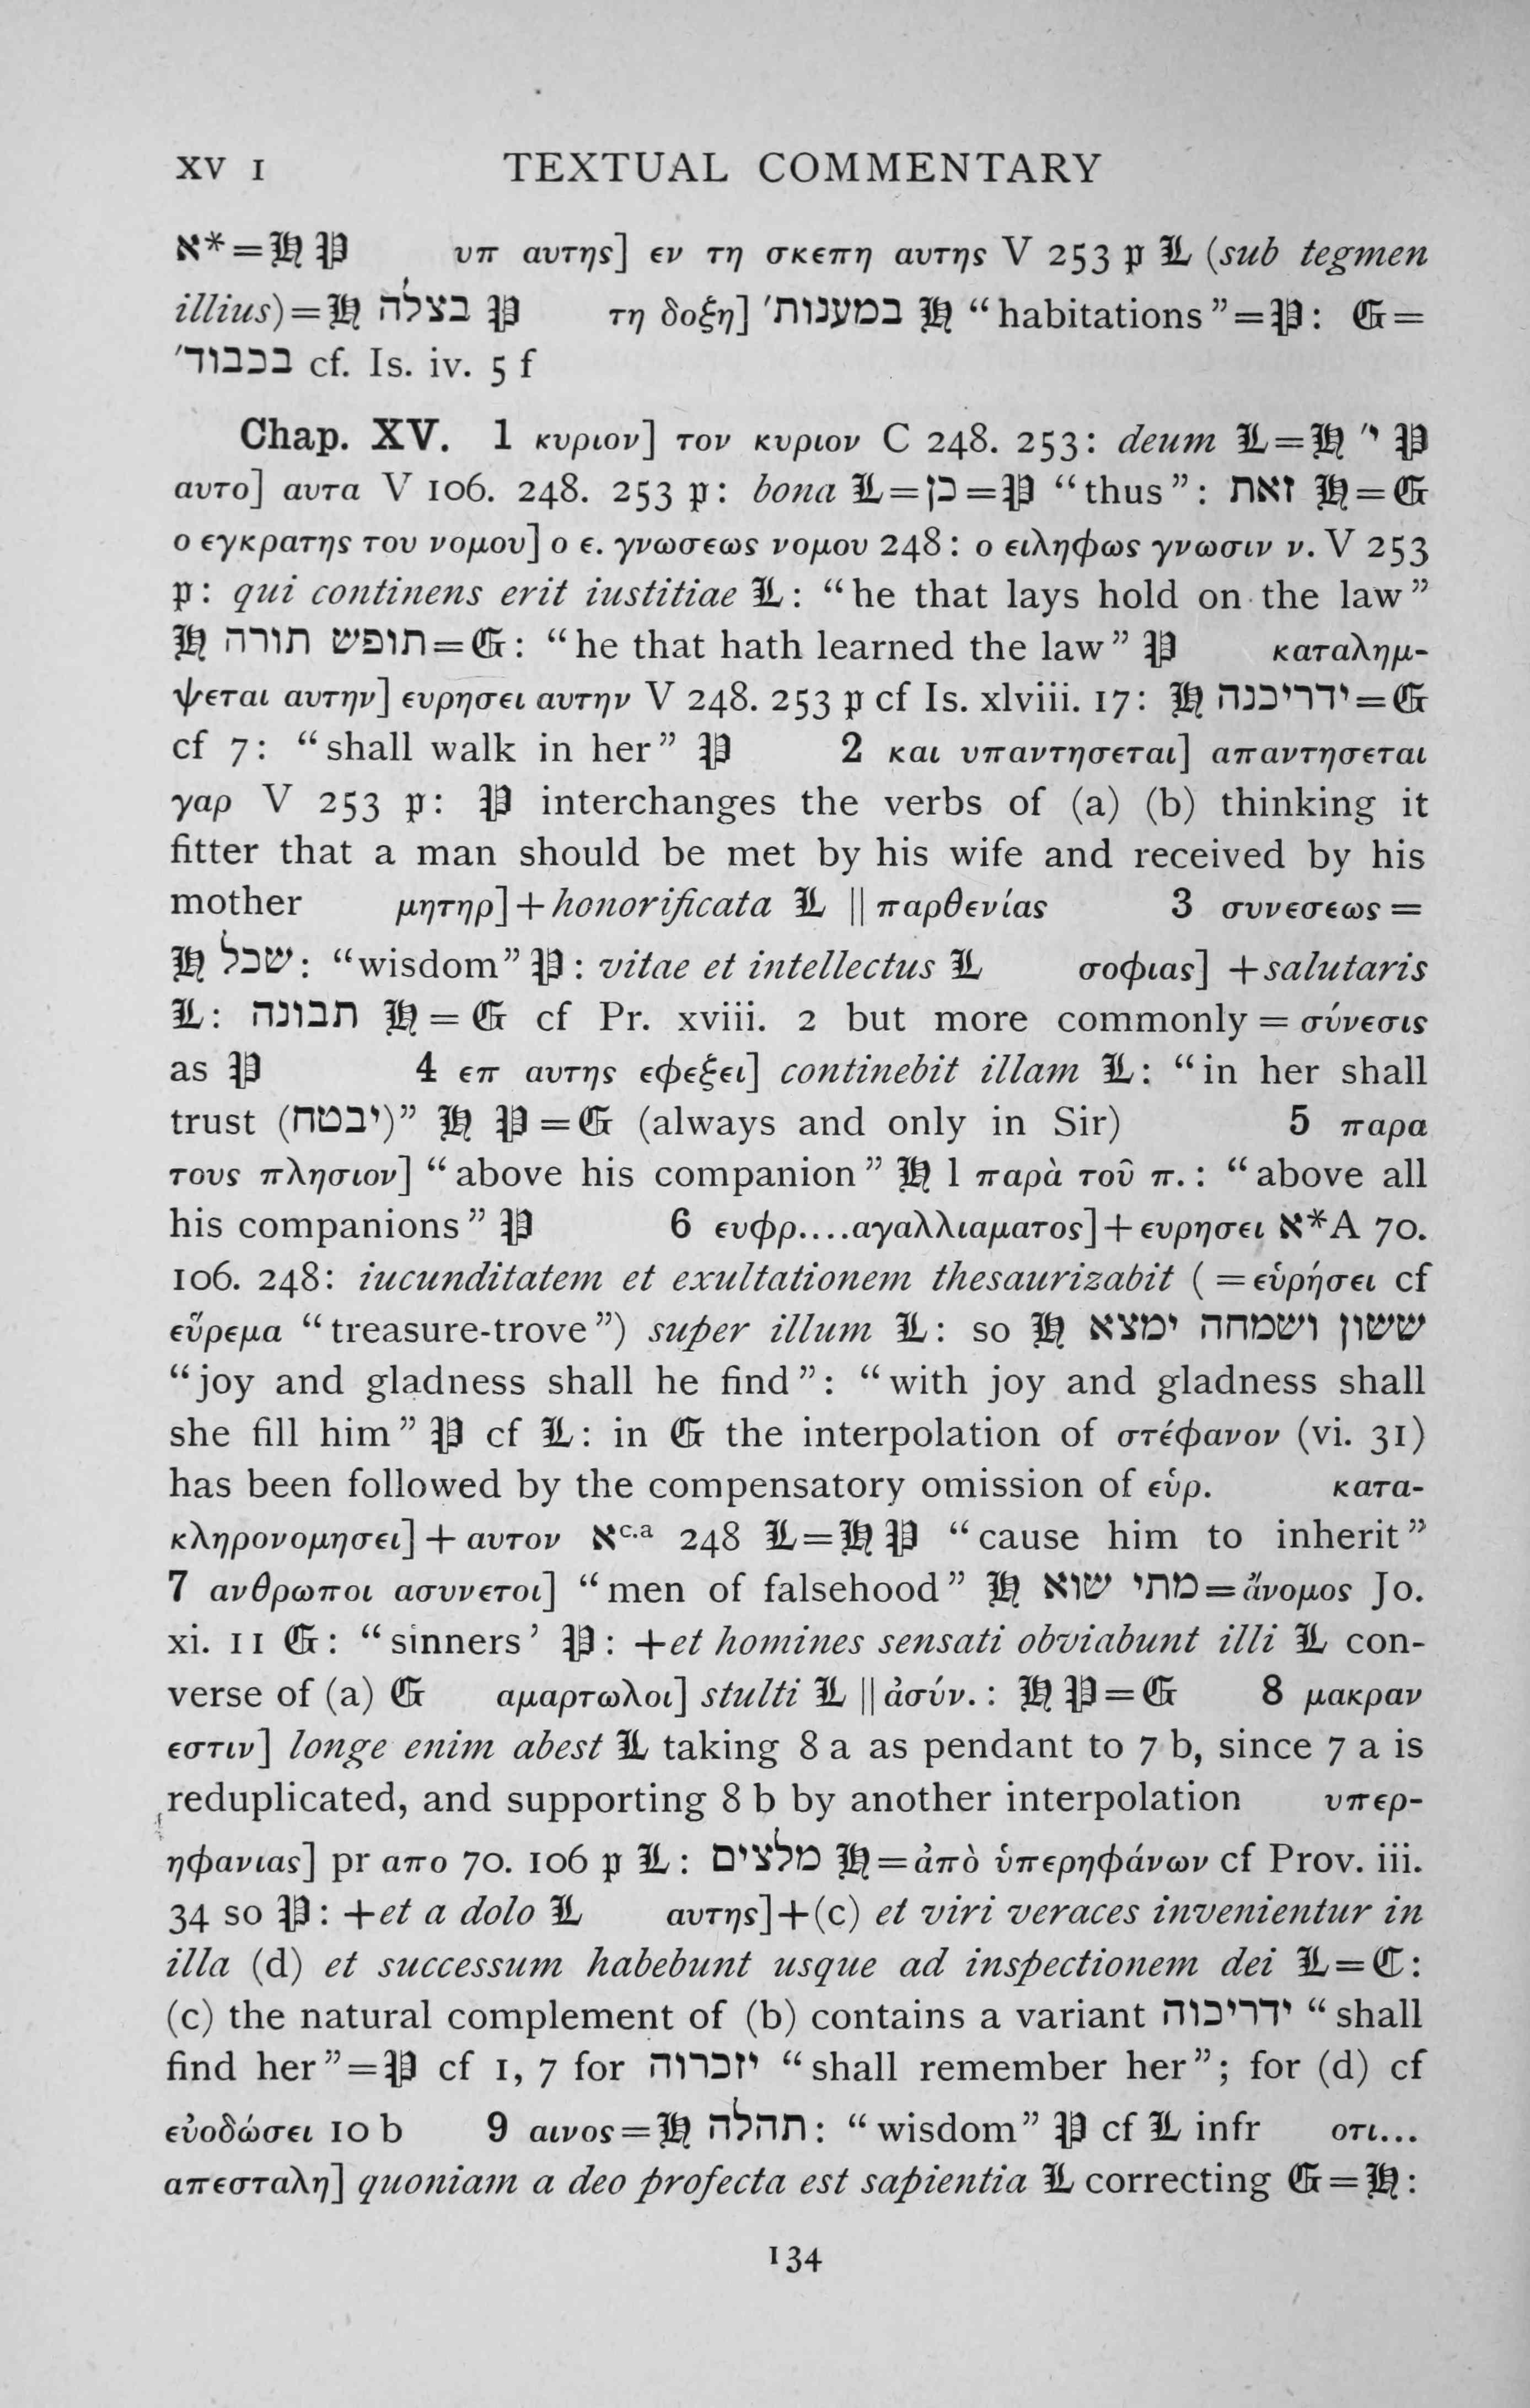 XV 1 TEXTUAL COMMENTARY
א*=𝕳 𝕻 υπ αυτης] εν τη σκεπη αυτης V 253 𝔭 𝕷 (sub tegmen
illius)=𝕳 בצלה 𝕻 τη δοξη] במענות׳ 𝕳 “habitations”=𝕻: 𝕲=
בכבוד׳ cf. Is. iv. 5 f
Chap. XV. 1 κυριον] τον κυριον C 248. 253: deum 𝕷=𝕳 י״ 𝕻
αυτο] αυτα V 106. 248. 253 𝔭: bona 𝕷=כן=𝕻 “thus”: זאת 𝕳=𝕲
ο εγκρατης του νομου] ο ε. γνωσεως νομου 248: ο ειληφως γνωσιν ν. V 253
𝔭: qui continens erit iustitiae 𝕷: “he that lays hold on the law”
𝕳 תופש תורה=𝕲: “he that hath learned the law” 𝕻 καταλημ-
ψεται αυτην] ευρησει αυτην V 248. 253 𝔭 cf Is. xlviii. 17: 𝕳 ידריכנה=𝕲
cf 7: “shall walk in her” 𝕻 2 και υπαντησεται] απαντησεται
γαρ V 253 𝔭: 𝕻 interchanges the verbs of (a) (b) thinking it
fitter that a man should be met by his wife and received by his
mother μητηρ]+honorificata 𝕷 || παρθενίας 3 συνεσεως=
𝕳 שכל: “wisdom” 𝕻: vitae et intellectus 𝕷 σοφιας] +salutaris
𝕷: תבונה 𝕳=𝕲 cf Pr. xviii. 2 but more commonly=σύνεσις
as 𝕻 4 επ αυτης εφεξει] continebit illam 𝕷: “in her shall
trust (יבטח)” 𝕳 𝕻=𝕲 (always and only in Sir) 5 παρα
τους πλησιον] “above his companion” 𝕳 l παρὰ τοῦ π.: “above all
his companions” 𝕻 6 ευφρ....αγαλλιαματος]+ευρησει א*A 70.
106. 248: iucunditatem et exultationem thesaurizabit (=εὑρήσει cf
εὕρεμα “treasure-trove”) super illum 𝕷: so 𝕳 ששון ושמחה ימצא
“joy and gladness shall he find”: “with joy and gladness shall
she fill him” 𝕻 cf 𝕷: in 𝕲 the interpolation of στέφανον (vi. 31)
has been followed by the compensatory omission of εὑρ. κατα-
κληρονομησει]+αυτον אc.a 248 𝕷=𝕳 𝕻 “cause him to inherit”
7 ανθρωποι ασυνετοι] “men of falsehood” 𝕳 מתי שוא=ἄνομος Jo.
xi. 11 𝕲: “sinners’ 𝕻: +et homines sensati obviabunt illi 𝕷 con-
verse of (a) 𝕲 αμαρτωλοι] stulti 𝕷 || ἀσύν.: 𝕳 𝕻=𝕲 8 μακραν
εστιν] longe enim abest 𝕷 taking 8 a as pendant to 7 b, since 7 a is
reduplicated, and supporting 8 b by another interpolation υπερ-
ηφανιας] pr απο 70. 106 𝔭 𝕷: מלצים 𝕳=ἀπὸ ὑπερηφάνων cf Prov. iii.
34 so 𝕻: +et a dolo 𝕷 αυτης]+(c) et viri veraces invenientur in
illa (d) et successum habebunt usque ad inspectionem dei 𝕷=ℭ:
(c) the natural complement of (b) contains a variant ידריכוה “shall
find her”=𝕻 cf 1, 7 for יזכרוה “shall remember her”; for (d) cf
εὐοδώσει 10 b 9 αινος=𝕳 תהלה: “wisdom” 𝕻 cf 𝕷 infr οτι...
απεσταλη] quoniam a deo profecta est sapientia 𝕷 correcting 𝕲=𝕳:
134